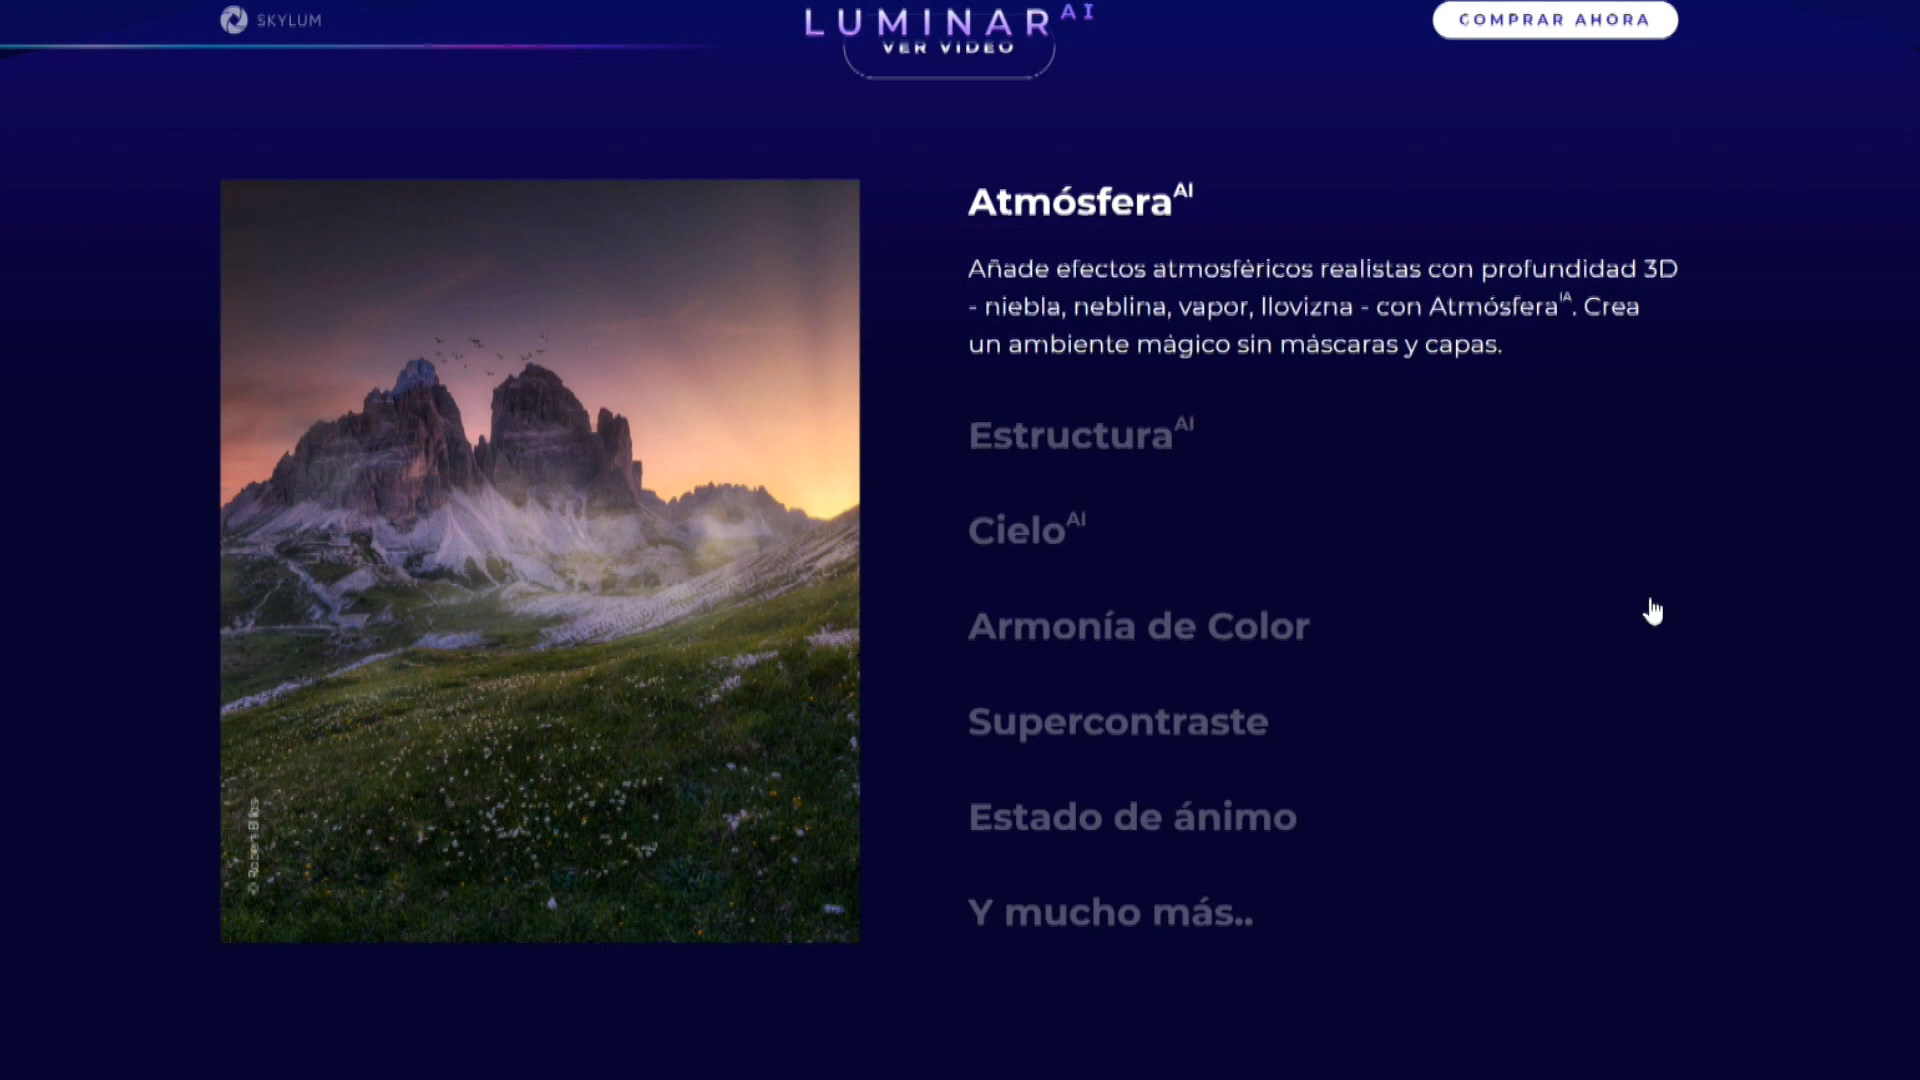 SKYLUM
LUMINAR AI
COMPRAR AHORA
VER VIDEO
Atmósfera AI
Añade efectos atmosféricos realistas con profundidad 3D
- niebla, neblina, vapor, llovizna - con Atmósfera IA. Crea
un ambiente mágico sin máscaras y capas.
Estructura AI
Cielo AI
Armonía de Color
Supercontraste
Estado de ánimo
Y mucho más..
© Robert Bilos